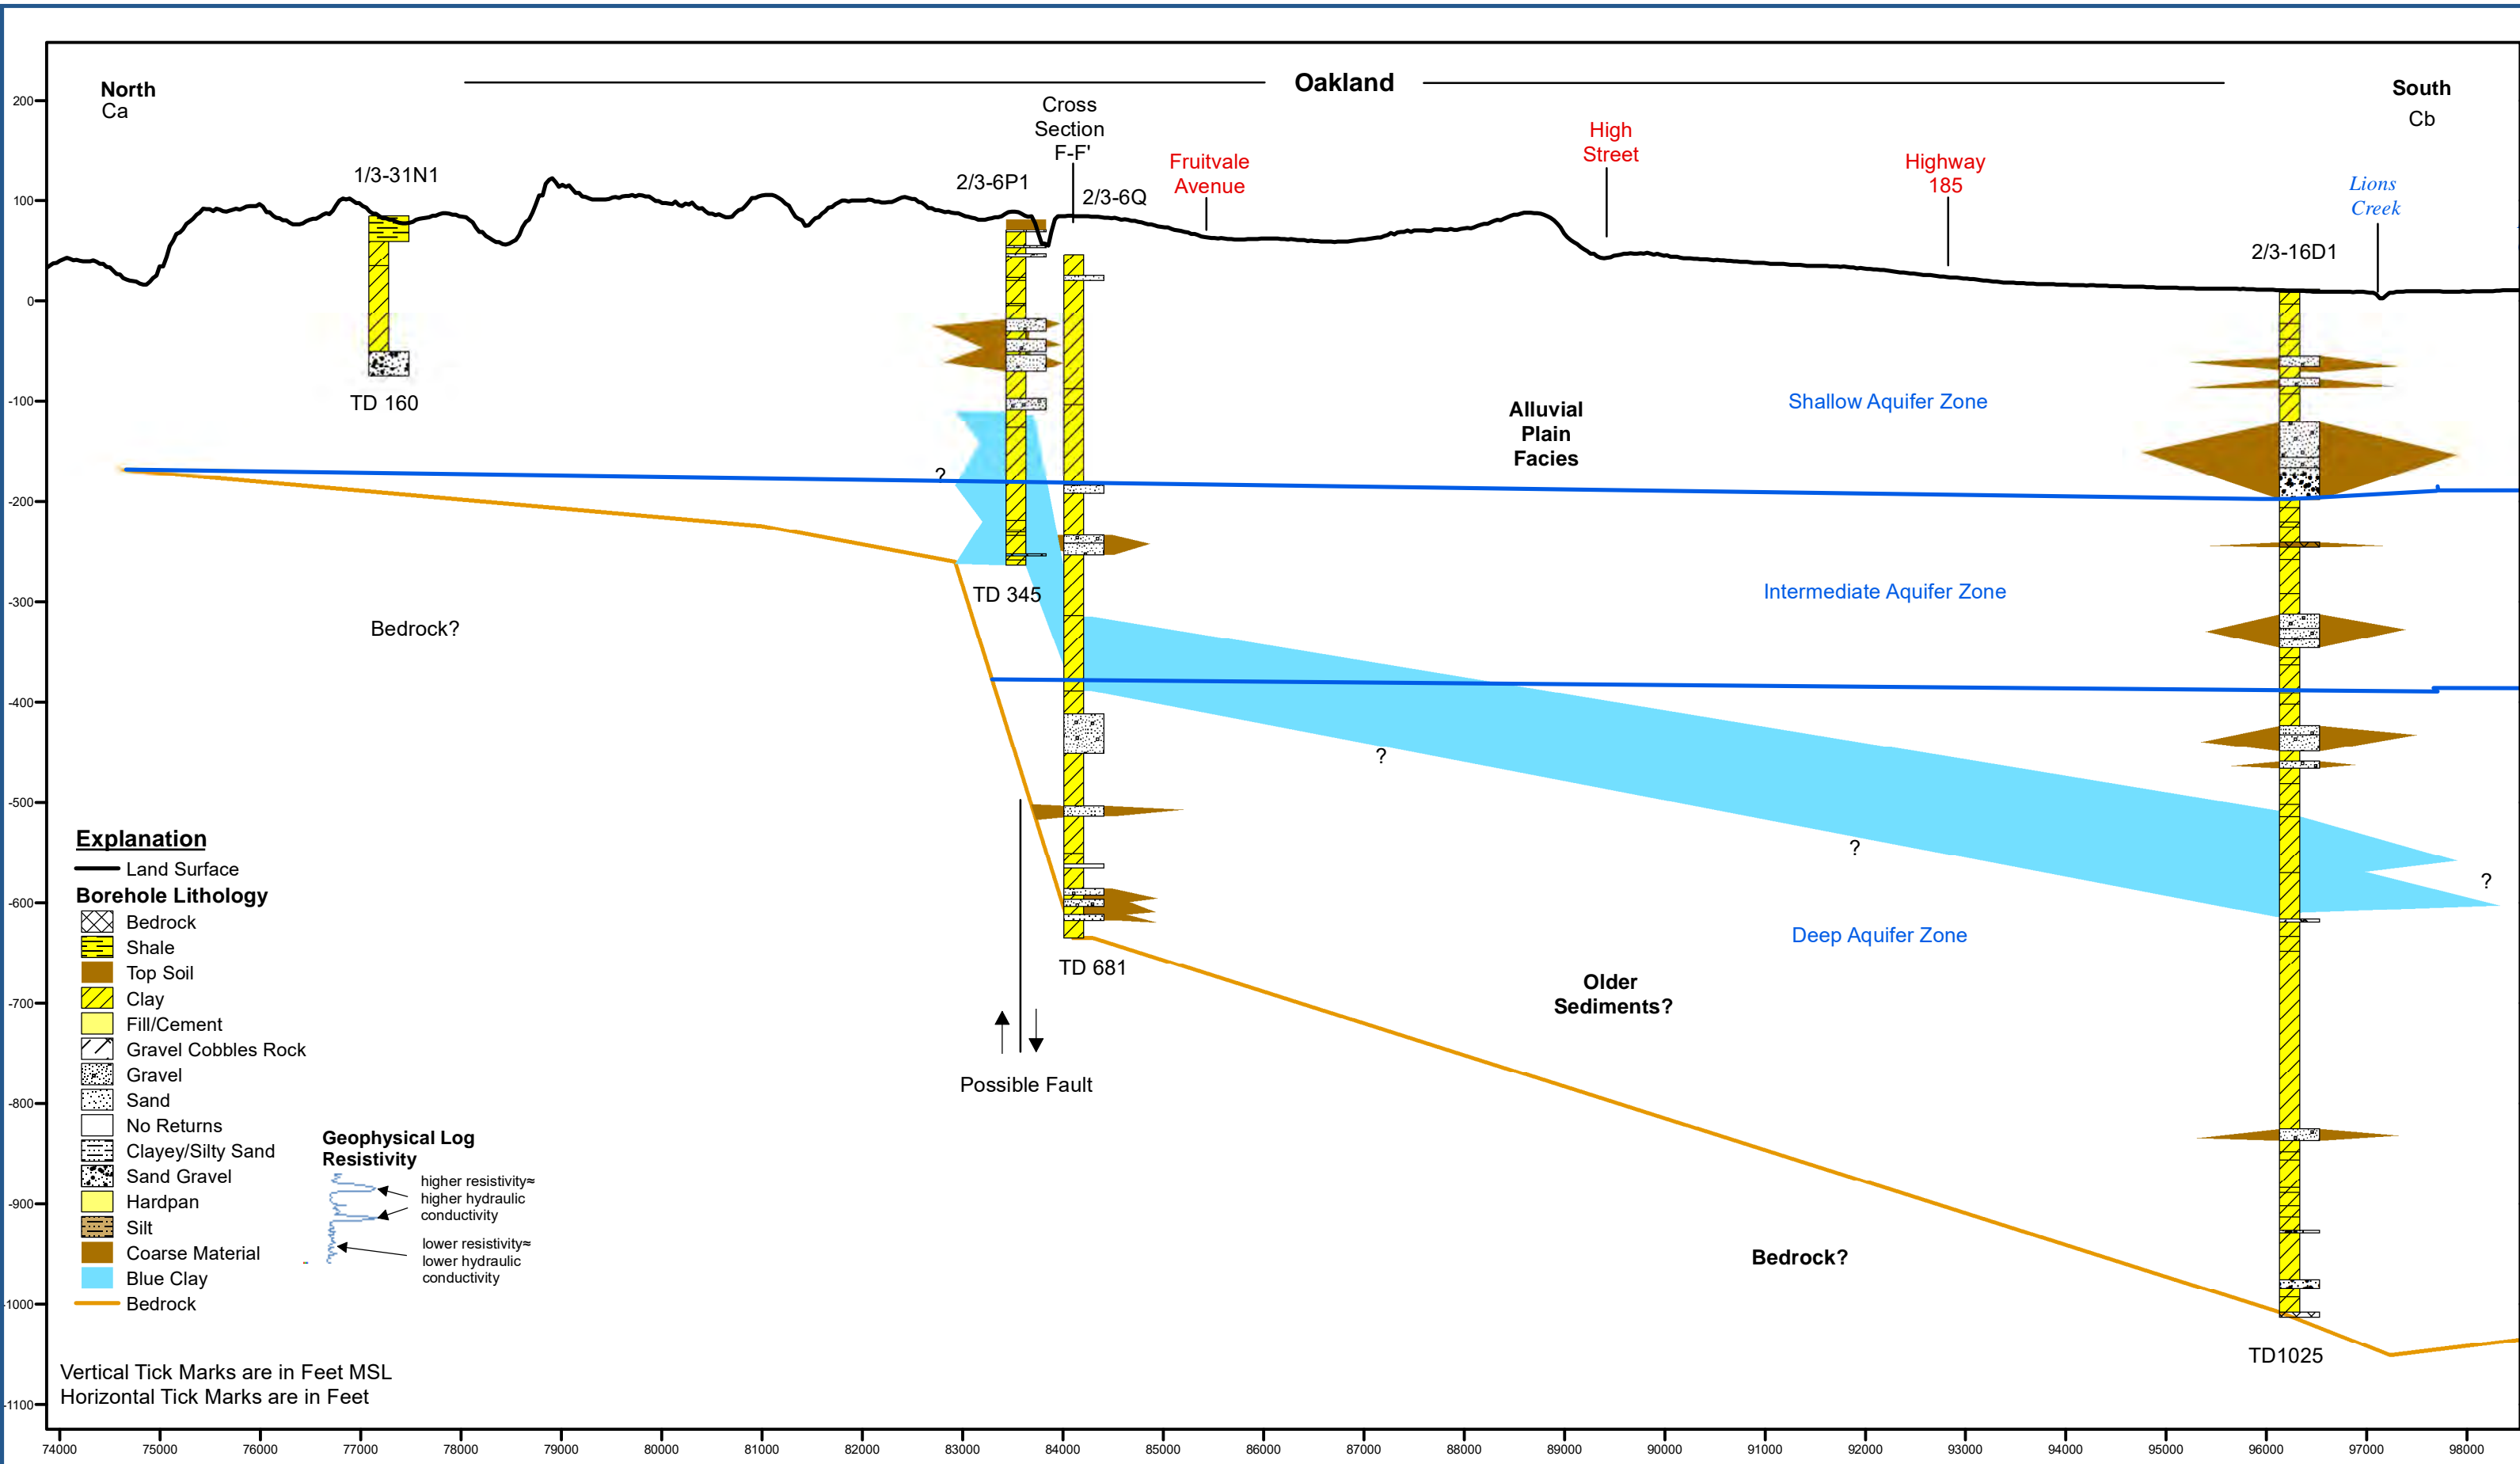 Oakland
North
Ca
South
Cb
Cross
Section
F-F'
1/3-31N1
2/3-6P1
2/3-6Q
Fruitvale
Avenue
High
Street
Highway
185
Lions
Creek
2/3-16D1
200
100
0
-100
-200
-300
-400
-500
-600
-700
-800
-900
-1000
-1100
TD 160
Shallow Aquifer Zone
Alluvial
Plain
Facies
?
Intermediate Aquifer Zone
TD 345
Bedrock?
?
?
?
Deep Aquifer Zone
TD 681
Older
Sediments?
Possible Fault
Bedrock?
TD1025
Explanation
Land Surface
Borehole Lithology
Bedrock
Shale
Top Soil
Clay
Fill/Cement
Gravel Cobbles Rock
Gravel
Sand
No Returns
Clayey/Silty Sand
Sand Gravel
Hardpan
Silt
Coarse Material
Blue Clay
Bedrock
Geophysical Log
Resistivity
higher resistivity≈
higher hydraulic
conductivity
lower resistivity≈
lower hydraulic
conductivity
Vertical Tick Marks are in Feet MSL
Horizontal Tick Marks are in Feet
74000 75000 76000 77000 78000 79000 80000 81000 82000 83000 84000 85000 86000 87000 88000 89000 90000 91000 92000 93000 94000 95000 96000 97000 98000